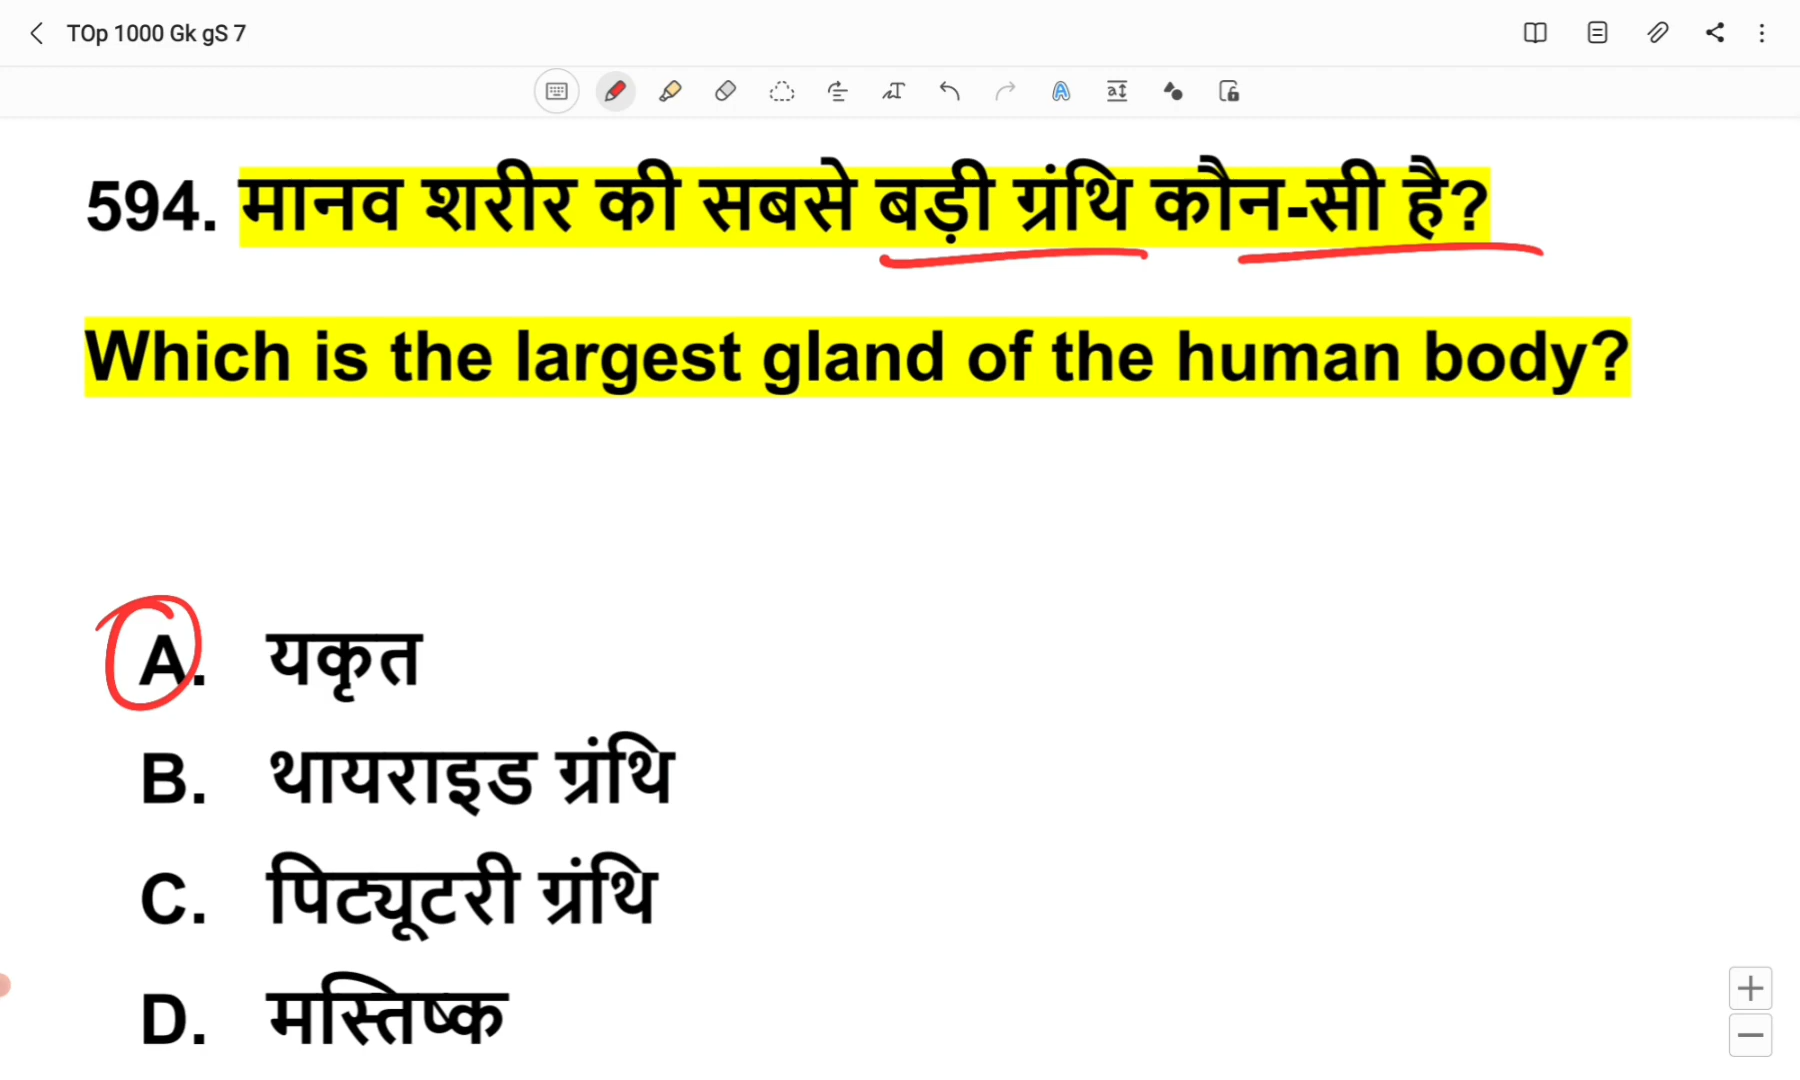 TOp 1000 Gk gS 7
594. मानव शरीर की सबसे बड़ी ग्रंथि कौन-सी है?
Which is the largest gland of the human body?
A. यकृत
B. थायराइड ग्रंथि
C. पिट्यूटरी ग्रंथि
D. मस्तिष्क